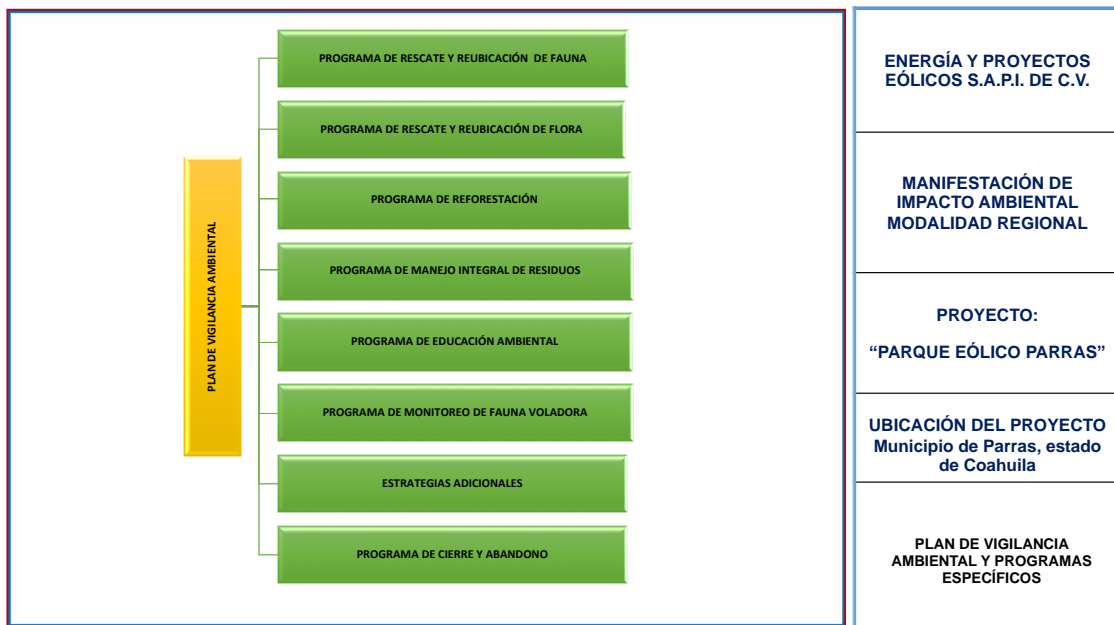 PLAN DE VIGILANCIA AMBIENTAL
PROGRAMA DE RESCATE Y REUBICACIÓN DE FAUNA
PROGRAMA DE RESCATE Y REUBICACIÓN DE FLORA
PROGRAMA DE REFORESTACIÓN
PROGRAMA DE MANEJO INTEGRAL DE RESIDUOS
PROGRAMA DE EDUCACIÓN AMBIENTAL
PROGRAMA DE MONITOREO DE FAUNA VOLADORA
ESTRATEGIAS ADICIONALES
PROGRAMA DE CIERRE Y ABANDONO
ENERGÍA Y PROYECTOS
EÓLICOS S.A.P.I. DE C.V.
MANIFESTACIÓN DE
IMPACTO AMBIENTAL
MODALIDAD REGIONAL
PROYECTO:
“PARQUE EÓLICO PARRAS”
UBICACIÓN DEL PROYECTO
Municipio de Parras, estado
de Coahuila
PLAN DE VIGILANCIA
AMBIENTAL Y PROGRAMAS
ESPECÍFICOS